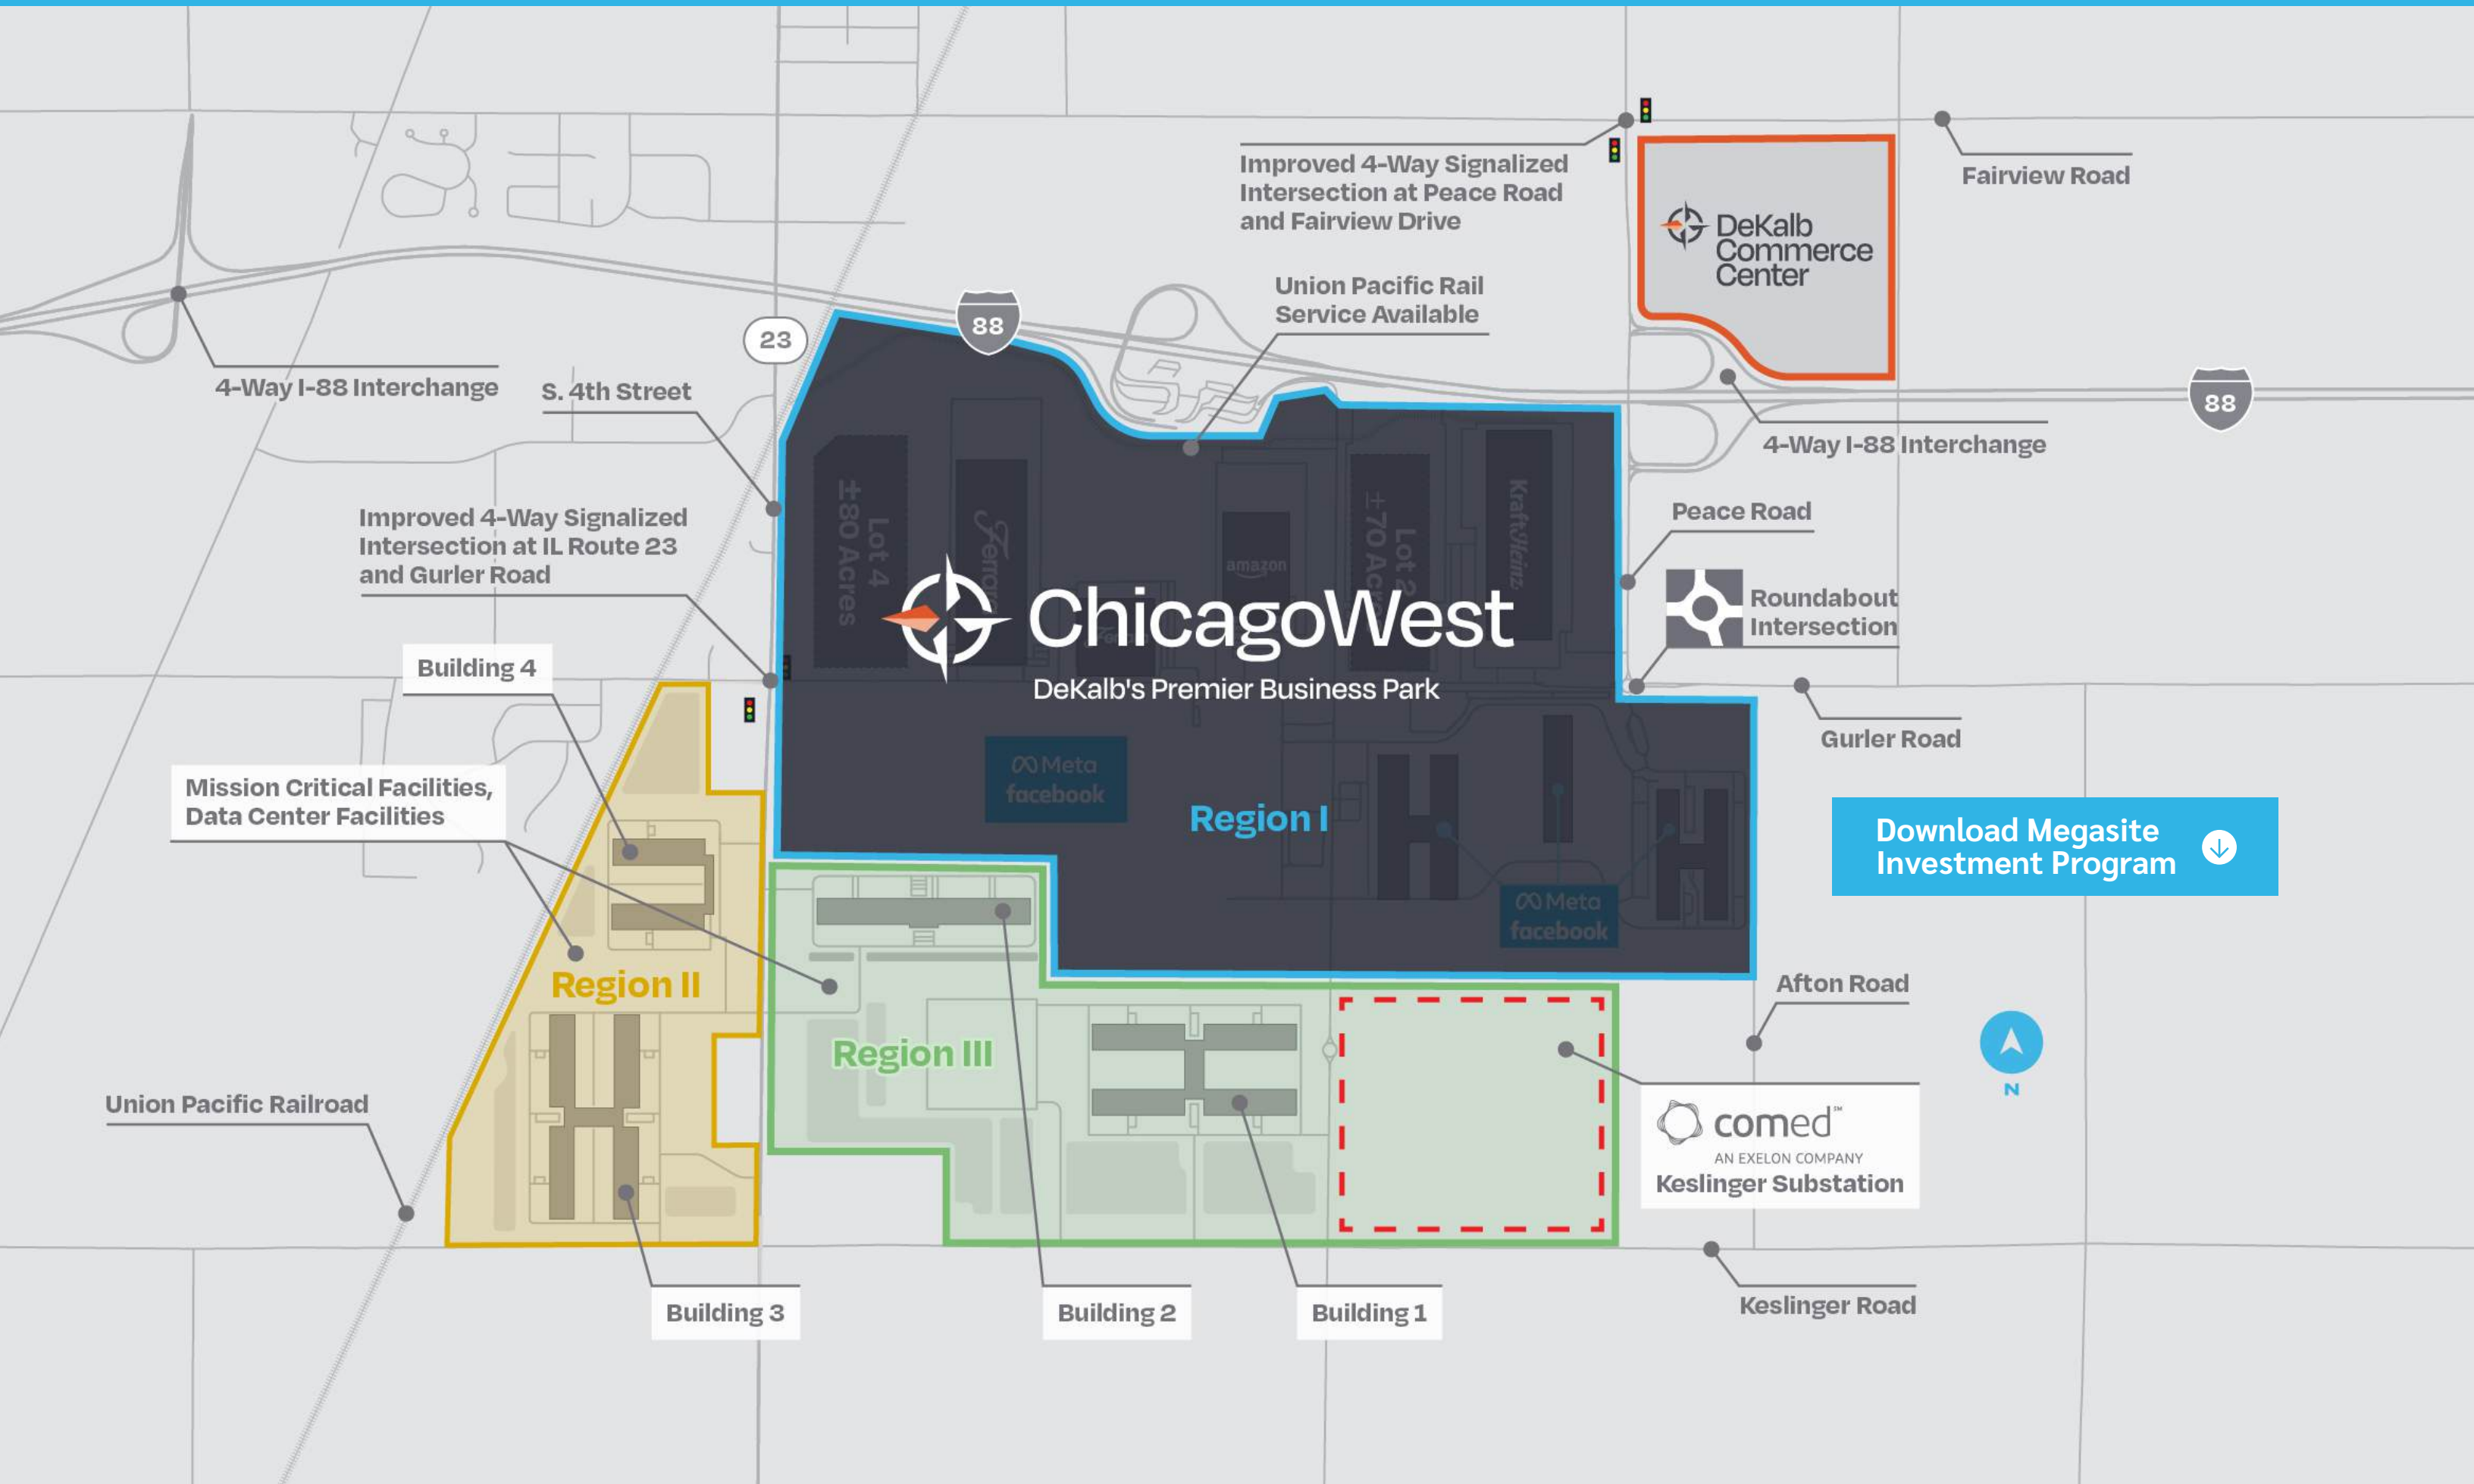 Improved 4-Way Signalized
Intersection at Peace Road
and Fairview Drive
Fairview Road
DeKalb
Commerce
Center
Union Pacific Rail
Service Available
88
23
4-Way I-88 Interchange
S. 4th Street
88
4-Way I-88 Interchange
Improved 4-Way Signalized
Intersection at IL Route 23
and Gurler Road
Lot 4
±80 Acres
Ferrara
amazon
Lot 2
±70 Acres
KraftHeinz
Peace Road
Roundabout
Intersection
ChicagoWest
DeKalb's Premier Business Park
Building 4
Gurler Road
Meta
facebook
Region I
Mission Critical Facilities,
Data Center Facilities
Download Megasite
Investment Program
Meta
facebook
Region II
Afton Road
Region III
N
Union Pacific Railroad
comed™
AN EXELON COMPANY
Keslinger Substation
Building 3
Building 2
Building 1
Keslinger Road